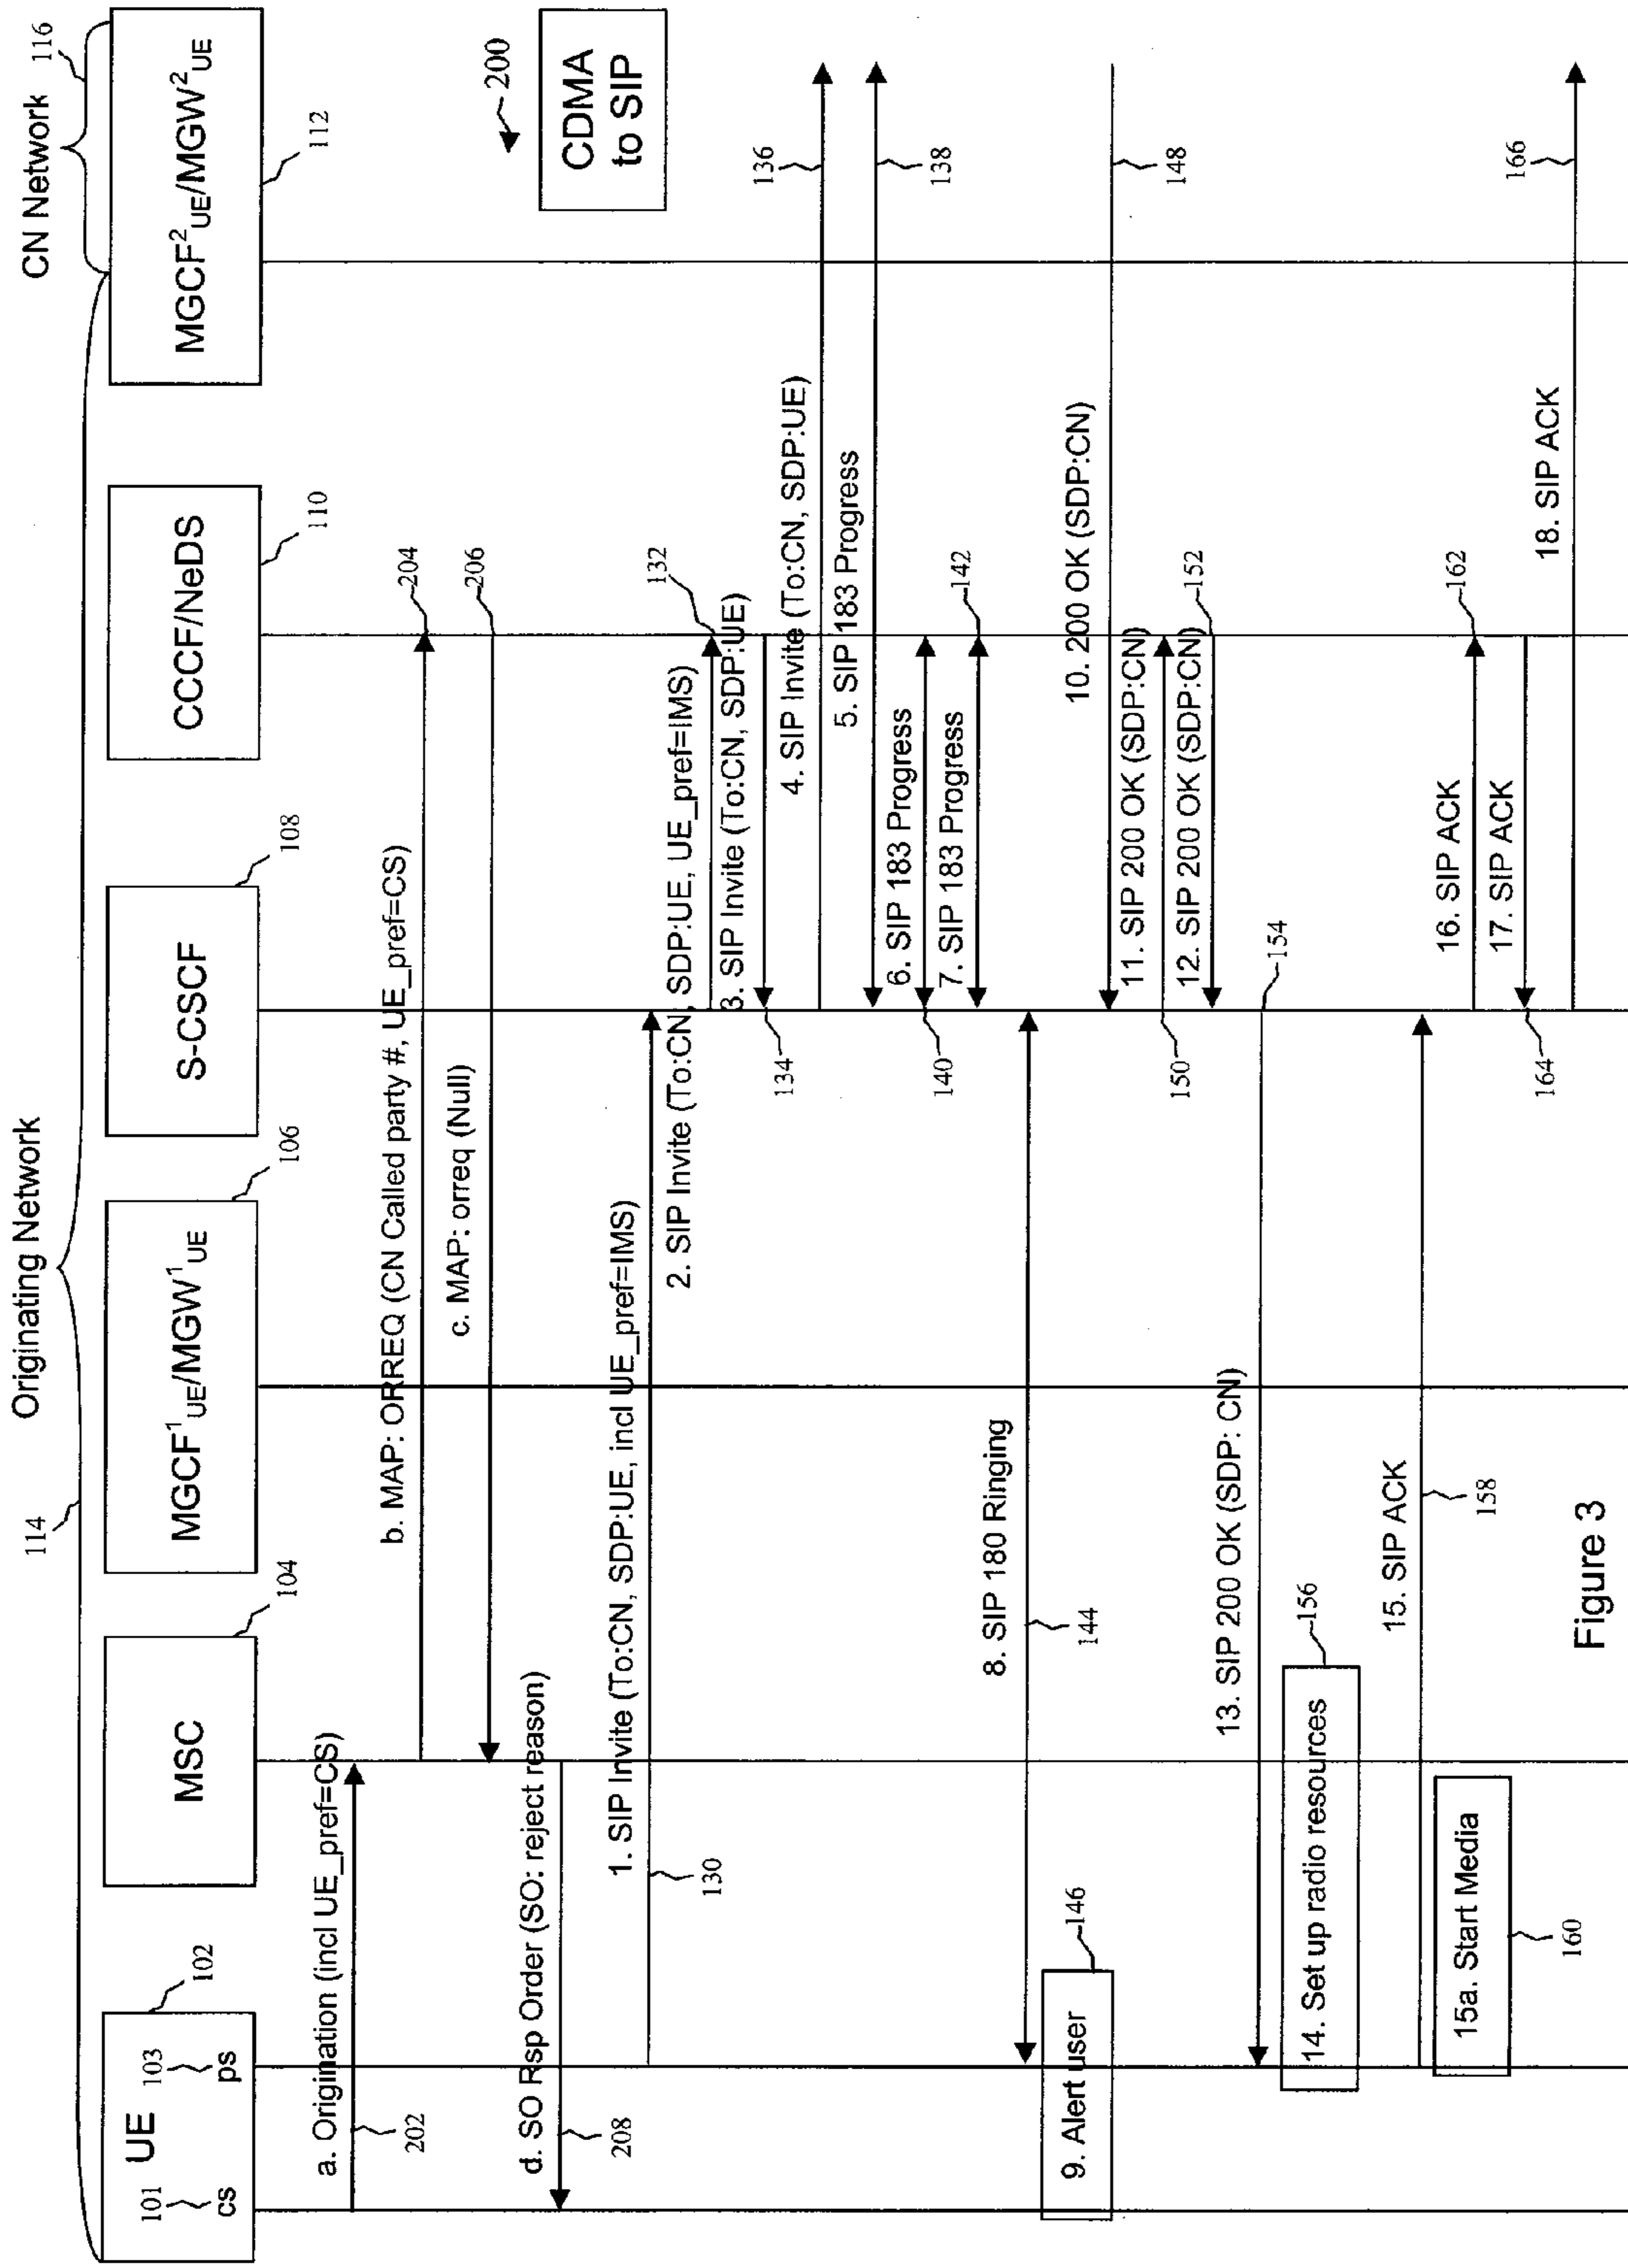 Originating Network
CN Network
114
116
UE
101
103
cs
ps
102
MSC
104
MGCF¹UE/MGW¹UE
106
S-CSCF
108
CCCF/NeDS
110
MGCF²UE/MGW²UE
112
200
CDMA
to SIP
a. Origination (incl UE_pref=CS)
202
b. MAP: ORREQ (CN Called party #, UE_pref=CS)
204
c. MAP: orreq (Null)
206
d. SO Rsp Order (SO: reject reason)
208
1. SIP Invite (To:CN, SDP:UE, incl UE_pref=IMS)
130
2. SIP Invite (To:CN, SDP:UE, UE_pref=IMS)
132
3. SIP Invite (To:CN, SDP:UE)
134
4. SIP Invite (To:CN, SDP:UE)
136
5. SIP 183 Progress
138
6. SIP 183 Progress
140
7. SIP 183 Progress
142
8. SIP 180 Ringing
144
9. Alert user
146
10. 200 OK (SDP:CN)
148
11. SIP 200 OK (SDP:CN)
150
12. SIP 200 OK (SDP:CN)
152
13. SIP 200 OK (SDP: CN)
154
14. Set up radio resources
156
15. SIP ACK
158
15a. Start Media
160
16. SIP ACK
162
17. SIP ACK
164
18. SIP ACK
166
Figure 3